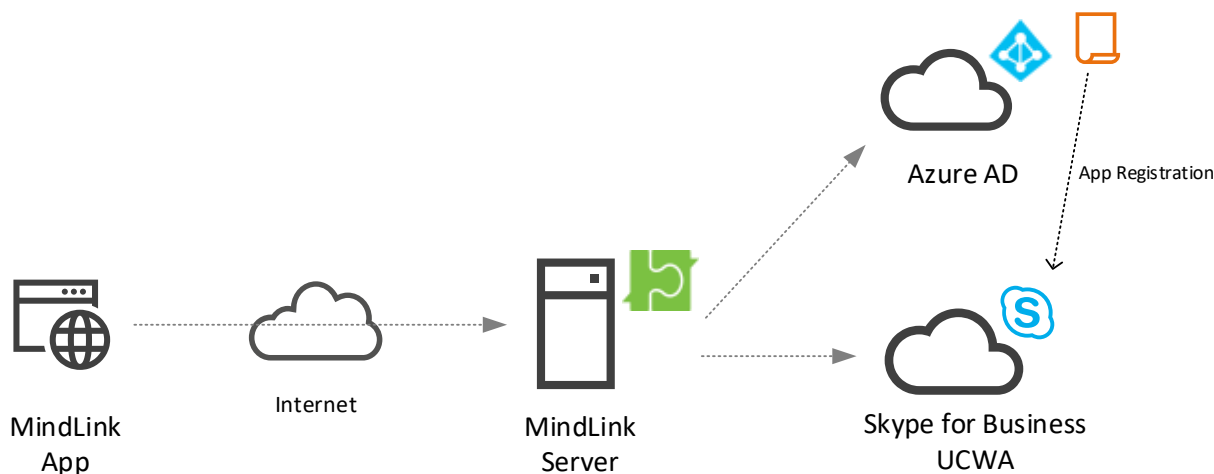 Azure AD
App Registration
Internet
MindLink
App
MindLink
Server
Skype for Business
UCWA